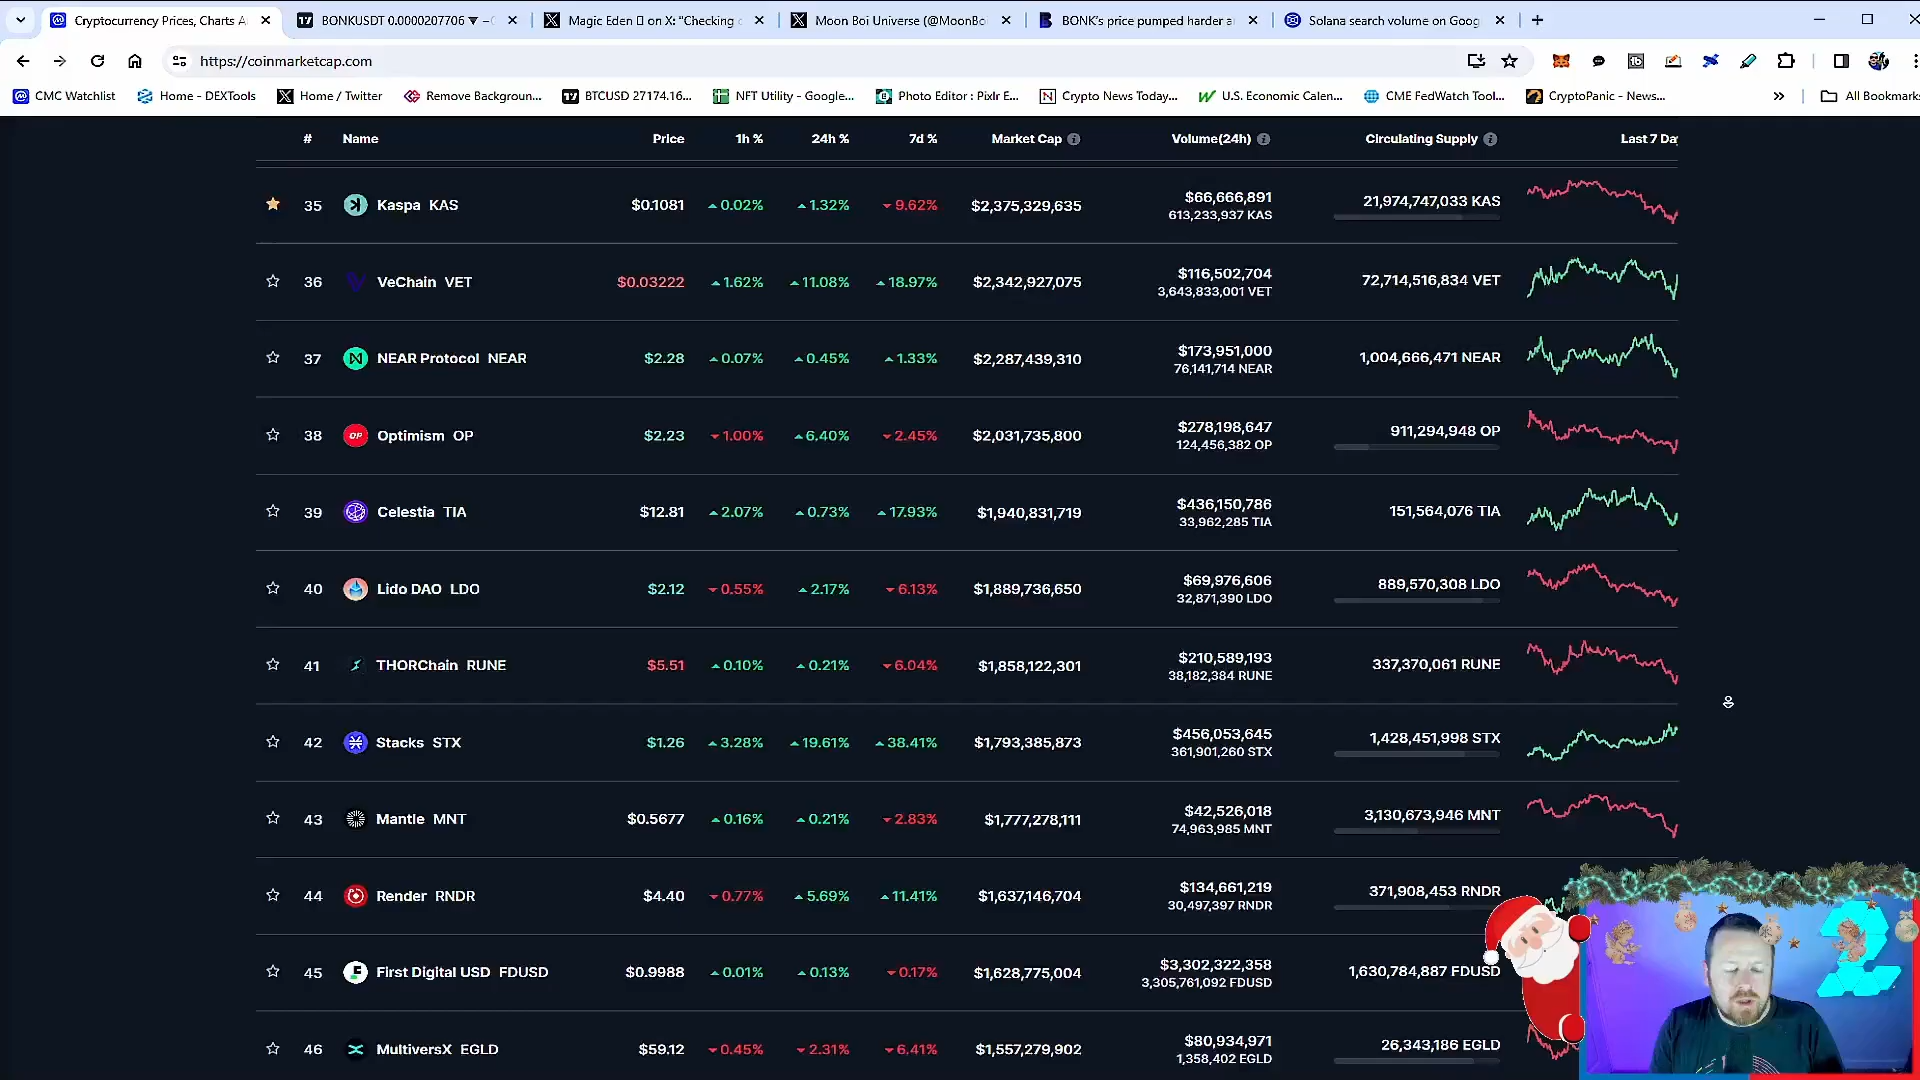 Cryptocurrency Prices, Charts A
BONKUSDT 0.0000207706 ▼ –
Magic Eden on X: "Checking
Moon Boi Universe (@MoonBo
BONK's price pumped harder a
Solana search volume on Goog
https://coinmarketcap.com
CMC Watchlist
Home - DEXTools
Home / Twitter
Remove Backgroun...
BTCUSD 27174.16...
NFT Utility - Google...
Photo Editor : Pixlr E...
Crypto News Today...
U.S. Economic Calen...
CME FedWatch Tool...
CryptoPanic - News...
All Bookmarks
# Name Price 1h % 24h % 7d % Market Cap Volume(24h) Circulating Supply Last 7 Day
35 Kaspa KAS $0.1081 0.02% 1.32% 9.62% $2,375,329,635 $66,666,891 21,974,747,033 KAS
613,233,937 KAS
36 VeChain VET $0.03222 1.62% 11.08% 18.97% $2,342,927,075 $116,502,704 72,714,516,834 VET
3,643,833,001 VET
37 NEAR Protocol NEAR $2.28 0.07% 0.45% 1.33% $2,287,439,310 $173,951,000 1,004,666,471 NEAR
76,141,714 NEAR
38 OP Optimism OP $2.23 1.00% 6.40% 2.45% $2,031,735,800 $278,198,647 911,294,948 OP
124,456,382 OP
39 Celestia TIA $12.81 2.07% 0.73% 17.93% $1,940,831,719 $436,150,786 151,564,076 TIA
33,962,285 TIA
40 Lido DAO LDO $2.12 0.55% 2.17% 6.13% $1,889,736,650 $69,976,606 889,570,308 LDO
32,871,390 LDO
41 THORChain RUNE $5.51 0.10% 0.21% 6.04% $1,858,122,301 $210,589,193 337,370,061 RUNE
38,182,384 RUNE
42 Stacks STX $1.26 3.28% 19.61% 38.41% $1,793,385,873 $456,053,645 1,428,451,998 STX
361,901,260 STX
43 Mantle MNT $0.5677 0.16% 0.21% 2.83% $1,777,278,111 $42,526,018 3,130,673,946 MNT
74,963,985 MNT
44 Render RNDR $4.40 0.77% 5.69% 11.41% $1,637,146,704 $134,661,219 371,908,453 RNDR
30,497,397 RNDR
45 First Digital USD FDUSD $0.9988 0.01% 0.13% 0.17% $1,628,775,004 $3,302,322,358 1,630,784,887 FDUSD
3,305,761,092 FDUSD
46 MultiversX EGLD $59.12 0.45% 2.31% 6.41% $1,557,279,902 $80,934,971 26,343,186 EGLD
1,358,402 EGLD